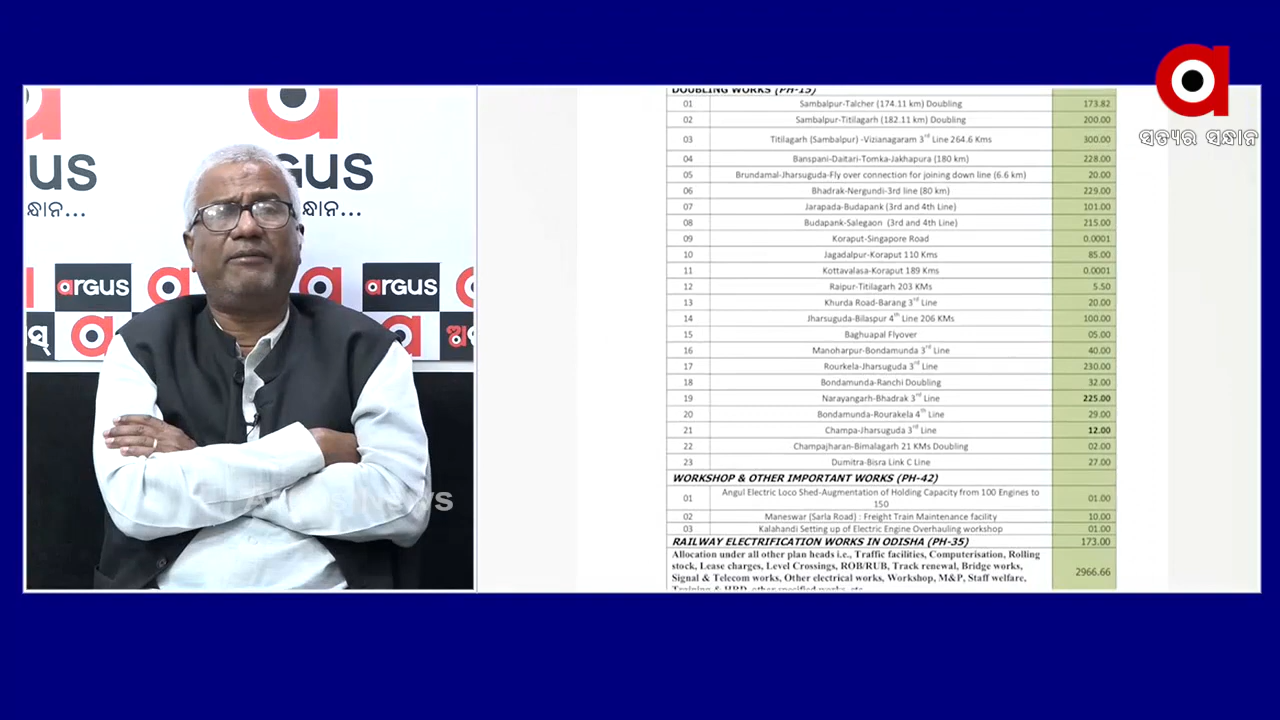 ସତ୍ୟର ସନ୍ଧାନ
ARGUS
ନ୍ଧାନ...
ନ୍ଧାନ...
argus
argus
ARGUS News
DOUBLING WORKS (PH-15)
01 Sambalpur-Talcher (174.11 km) Doubling 173.82
02 Sambalpur-Titilagarh (182.11 km) Doubling 200.00
03 Titilagarh (Sambalpur) -Vizianagaram 3rd Line 264.6 Kms 300.00
04 Banspani-Daitari-Tomka-Jakhapura (180 km) 228.00
05 Brundamal-Jharsuguda-Fly over connection for joining down line (6.6 km) 20.00
06 Bhadrak-Nergundi-3rd line (80 km) 229.00
07 Jarapada-Budapank (3rd and 4th Line) 101.00
08 Budapank-Salegaon (3rd and 4th Line) 215.00
09 Koraput-Singapore Road 0.0001
10 Jagadalpur-Koraput 110 Kms 85.00
11 Kottavalasa-Koraput 189 Kms 0.0001
12 Raipur-Titilagarh 203 KMs 5.50
13 Khurda Road-Barang 3rd Line 20.00
14 Jharsuguda-Bilaspur 4th Line 206 KMs 100.00
15 Baghuapal Flyover 05.00
16 Manoharpur-Bondamunda 3rd Line 40.00
17 Rourkela-Jharsuguda 3rd Line 230.00
18 Bondamunda-Ranchi Doubling 32.00
19 Narayangarh-Bhadrak 3rd Line 225.00
20 Bondamunda-Rourakela 4th Line 29.00
21 Champa-Jharsuguda 3rd Line 12.00
22 Champajharan-Bimalagarh 21 KMs Doubling 02.00
23 Dumitra-Bisra Link C Line 27.00
WORKSHOP & OTHER IMPORTANT WORKS (PH-42)
01 Angul Electric Loco Shed-Augmentation of Holding Capacity from 100 Engines to
150 01.00
02 Maneswar (Sarla Road) : Freight Train Maintenance facility 10.00
03 Kalahandi Setting up of Electric Engine Overhauling workshop 01.00
RAILWAY ELECTRIFICATION WORKS IN ODISHA (PH-35) 173.00
Allocation under all other plan heads i.e., Traffic facilities, Computerisation, Rolling
stock, Lease charges, Level Crossings, ROB/RUB, Track renewal, Bridge works,
Signal & Telecom works, Other electrical works, Workshop, M&P, Staff welfare, 2966.66
Training & HRD, other specified works, etc.